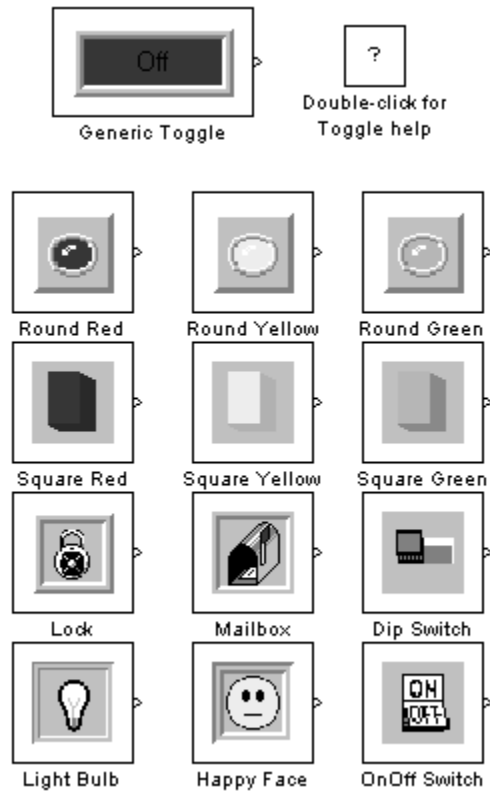 Off
Generic Toggle
?
Double-click for
Toggle help
Round Red
Round Yellow
Round Green
Square Red
Square Yellow
Square Green
Lock
Mailbox
Dip Switch
ON
OFF
Light Bulb
Happy Face
OnOff Switch